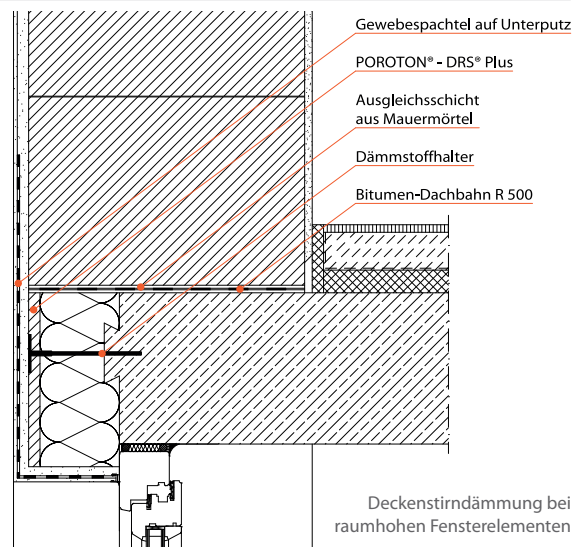 Gewebespachtel auf Unterputz
POROTON® - DRS® Plus
Ausgleichsschicht
aus Mauermörtel
Dämmstoffhalter
Bitumen-Dachbahn R 500
Deckenstirndämmung bei
raumhohen Fensterelementen